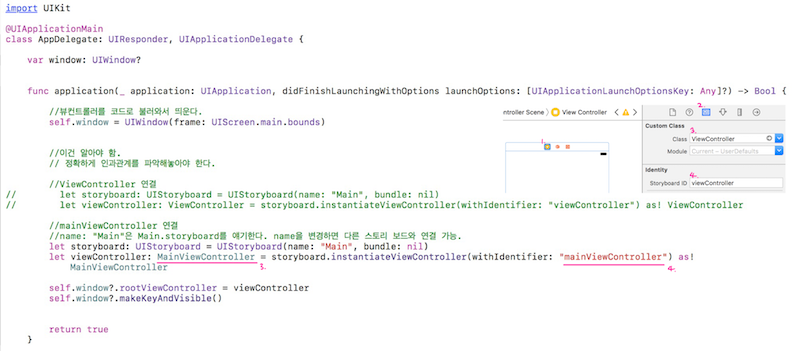 import UIKit
@UIApplicationMain
class AppDelegate: UIResponder, UIApplicationDelegate {
var window: UIWindow?
func application(_ application: UIApplication, didFinishLaunchingWithOptions launchOptions: [UIApplicationLaunchOptionsKey: Any]?) -> Bool {
//뷰컨트롤러를 코드로 불러와서 띄운다.
self.window = UIWindow(frame: UIScreen.main.bounds)
//이건 알아야 함.
// 정확하게 인과관계를 파악해놓아야 한다.
//ViewController 연결
// let storyboard: UIStoryboard = UIStoryboard(name: "Main", bundle: nil)
// let viewController: ViewController = storyboard.instantiateViewController(withIdentifier: "viewController") as! ViewController
//mainViewController 연결
//name: "Main"은 Main.storyboard를 얘기한다. name을 변경하면 다른 스토리 보드와 연결 가능.
let storyboard: UIStoryboard = UIStoryboard(name: "Main", bundle: nil)
let viewController: MainViewController = storyboard.instantiateViewController(withIdentifier: "mainViewController") as!
MainViewController
3.
4.
self.window?.rootViewController = viewController
self.window?.makeKeyAndVisible()
return true
}
ontroller Scene
View Controller
1
2.
Custom Class
3.
Class ViewController
Module Current - UserDefaults
Identity
4.
Storyboard ID viewController